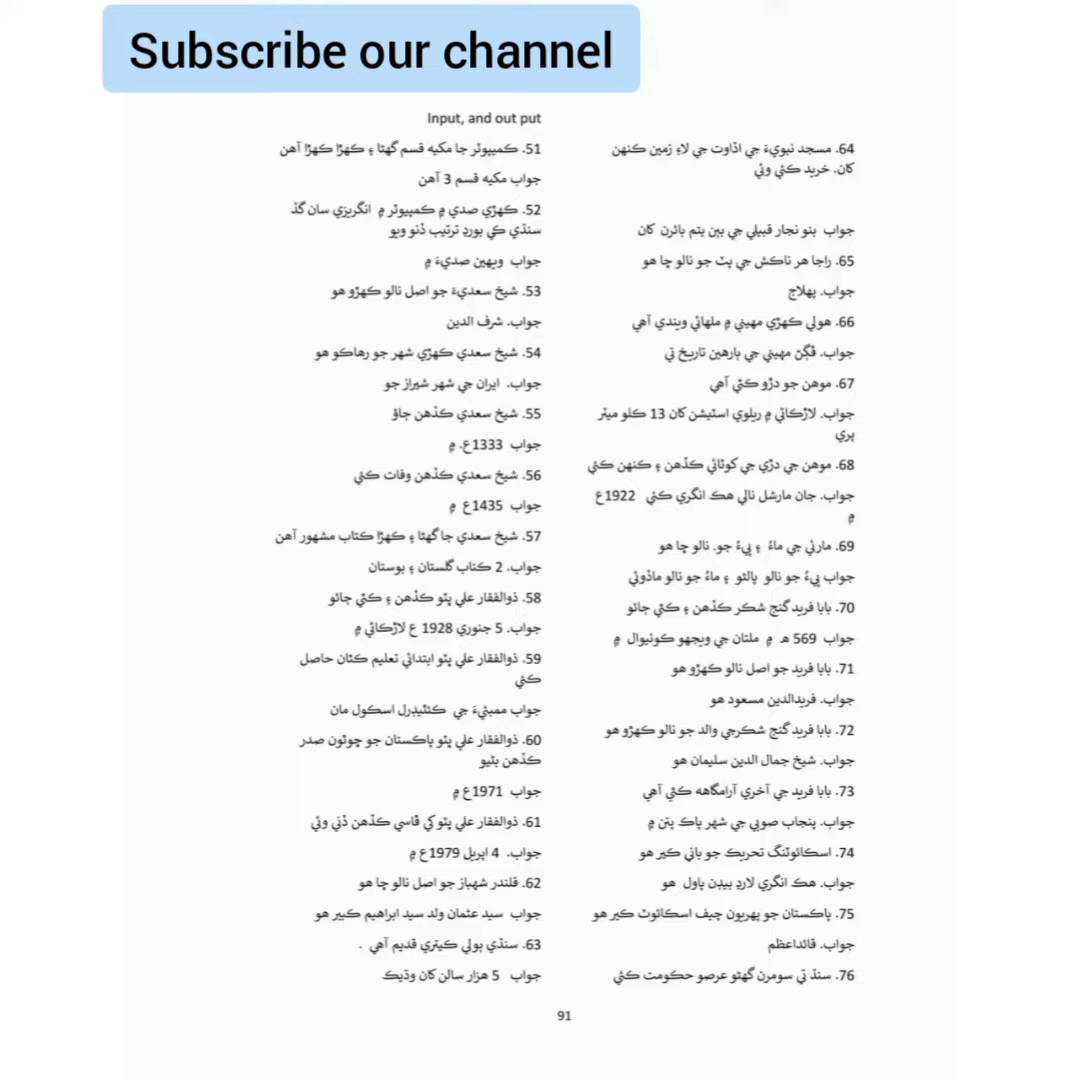 Subscribe our channel
Input, and out put
51. ڪمپيوٽر جا مکيه قسم گهڻا ۽ ڪهڙا ڪهڙا آهن
جواب مکيه قسم 3 آهن
52. ڪهڙي صدي ۾ ڪمپيوٽر ۾ انگريزي سان گڏ
سنڌي ڪي بورڊ ترتيب ڏنو ويو
جواب ويهين صديءَ ۾
53. شيخ سعديءَ جو اصل نالو ڪهڙو هو
جواب. شرف الدين
54. شيخ سعدي ڪهڙي شهر جو رهاڪو هو
جواب. ايران جي شهر شيراز جو
55. شيخ سعدي ڪڏهن ڄاؤ
جواب 1333ع. ۾
56. شيخ سعدي ڪڏهن وفات ڪئي
جواب 1435ع ۾
57. شيخ سعدي جا گهڻا ۽ ڪهڙا ڪتاب مشهور آهن
جواب. 2 ڪتاب گلستان ۽ بوستان
58. ذوالفقار علي ڀٽو ڪڏهن ۽ ڪٿي ڄائو
جواب. 5 جنوري 1928 ع لاڙڪاڻي ۾
59. ذوالفقار علي ڀٽو ابتدائي تعليم ڪٿان حاصل
ڪئي
جواب ممبئيءَ جي ڪئٿيڊرل اسڪول مان
60. ذوالفقار علي ڀٽو پاڪستان جو چوٿون صدر
ڪڏهن بڻيو
جواب 1971ع ۾
61. ذوالفقار علي ڀٽو کي ڦاسي ڪڏهن ڏني وئي
جواب. 4 اپريل 1979ع ۾
62. قلندر شهباز جو اصل نالو ڇا هو
جواب سيد عثمان ولد سيد ابراهيم ڪبير هو
63. سنڌي ٻولي ڪيتري قديم آهي .
جواب 5 هزار سالن کان وڌيڪ
64. مسجد نبويءَ جي اڏاوت جي لاءِ زمين ڪنهن
کان. خريد ڪئي وئي
جواب بنو نجار قبيلي جي ٻين يتم ٻائرن کان
65. راجا هر ناڪش جي پٽ جو نالو ڇا هو
جواب. پهلاج
66. هولي ڪهڙي مهيني ۾ ملهائي ويندي آهي
جواب. ڦڳڻ مهيني جي ٻارهين تاريخ تي
67. موهن جو دڙو ڪٿي آهي
جواب. لاڙڪاڻي ۾ ريلوي اسٽيشن کان 13 ڪلو ميٽر
پري
68. موهن جي دڙي جي کوٽائي ڪڏهن ۽ ڪنهن ڪئي
جواب. جان مارشل نالي هڪ انگري ڪئي 1922ع
۾
69. مارئي جي ماءُ ۽ پيءُ جو. نالو ڇا هو
جواب پيءُ جو نالو پالڻو ۽ ماءُ جو نالو ماڏوئي
70. بابا فريد گنج شڪر ڪڏهن ۽ ڪٿي ڄائو
جواب 569 هه ۾ ملتان جي ويجهو ڪوٺيوال ۾
71. بابا فريد جو اصل نالو ڪهڙو هو
جواب. فريدالدين مسعود هو
72. بابا فريد گنج شڪرجي والد جو نالو ڪهڙو هو
جواب. شيخ جمال الدين سليمان هو
73. بابا فريد جي آخري آرامگاهه ڪٿي آهي
جواب. پنجاب صوبي جي شهر پاڪ پتن ۾
74. اسڪائوٽنگ تحريڪ جو باني ڪير هو
جواب. هڪ انگري لارڊ بيڊن پاول هو
75. پاڪستان جو پهريون چيف اسڪائوٽ ڪير هو
جواب. قائداعظم
76. سنڌ تي سومرن گهڻو عرصو حڪومت ڪئي
91